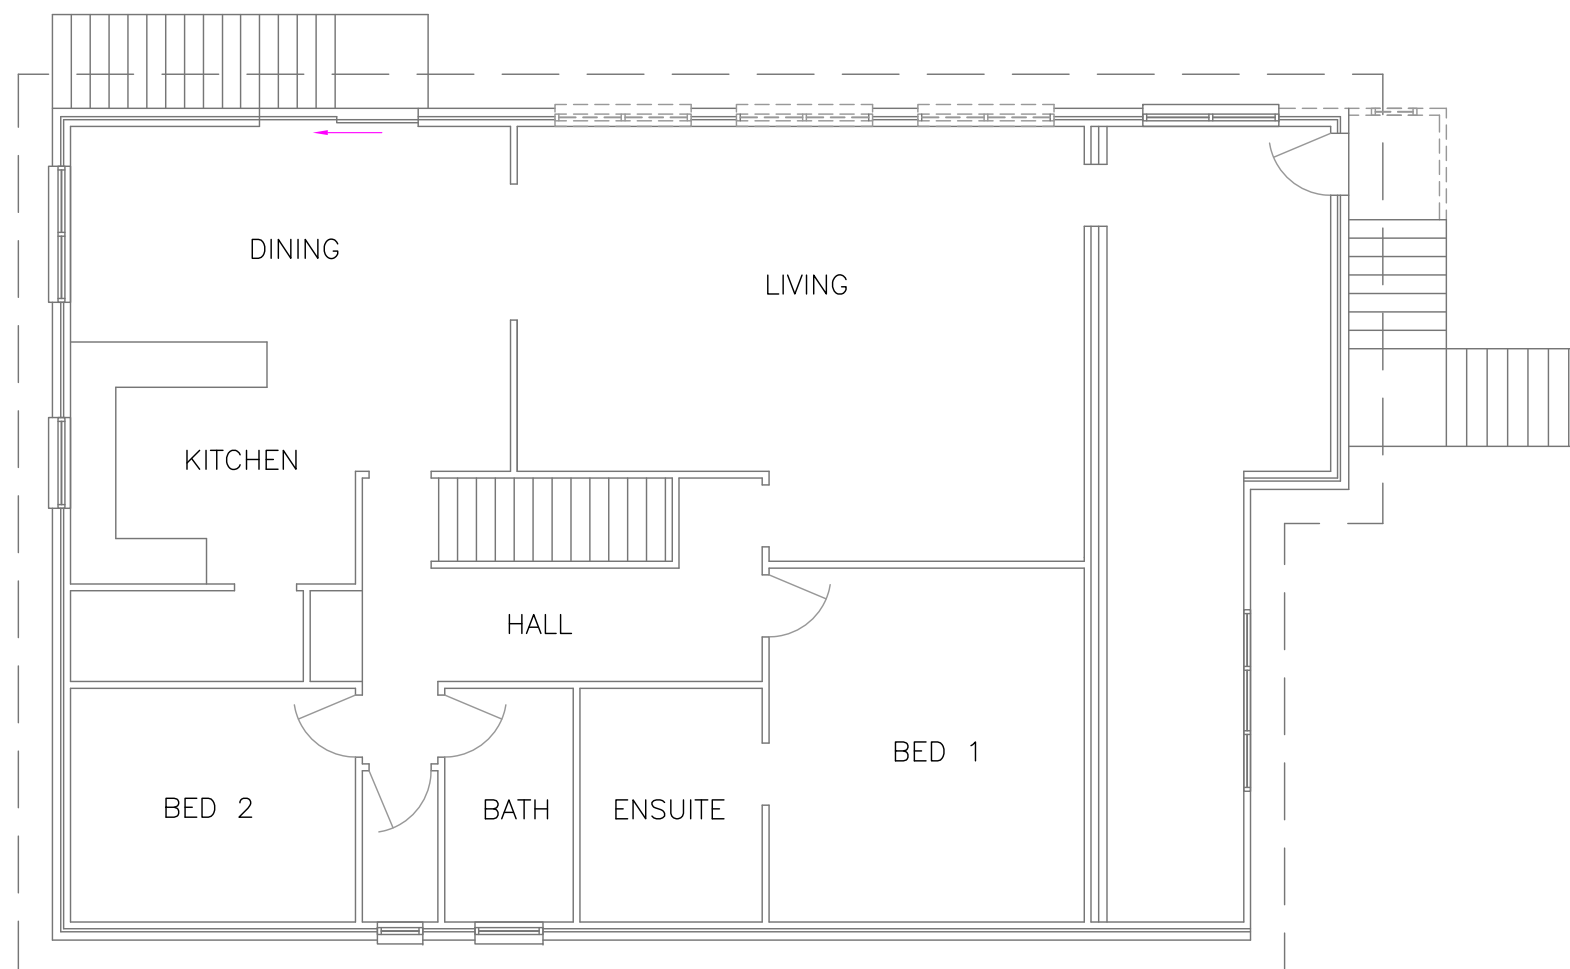 DINING
LIVING
KITCHEN
HALL
BED 1
BED 2
BATH
ENSUITE